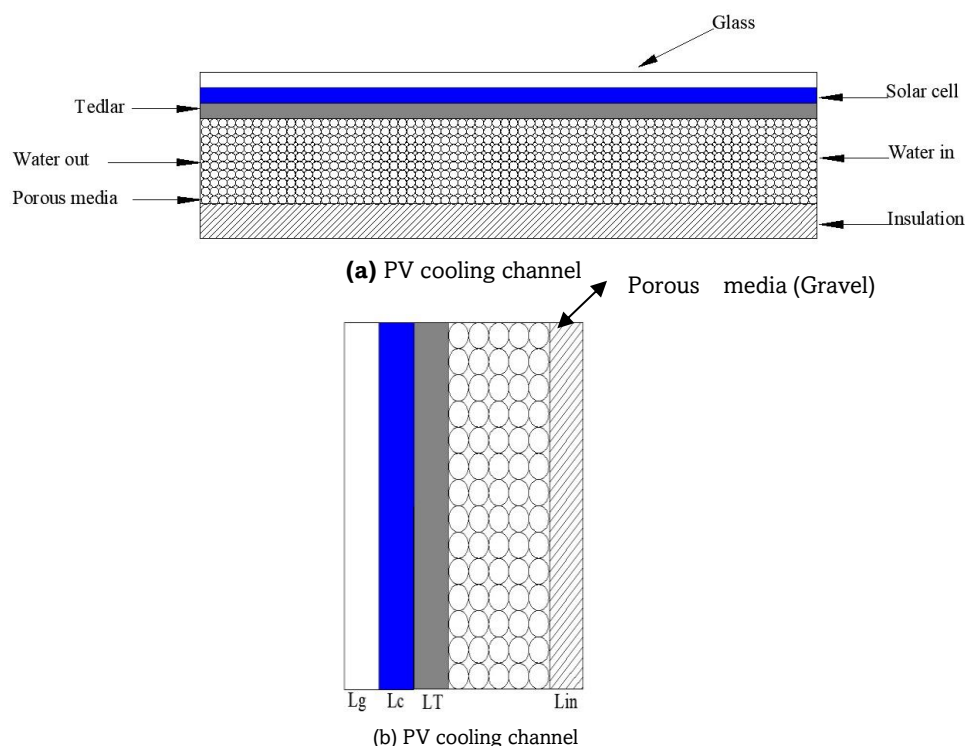 Glass
Solar cell
Tedlar
Water out
Water in
Porous media
Insulation
(a) PV cooling channel
Porous media (Gravel)
Lg Lc LT Lin
(b) PV cooling channel